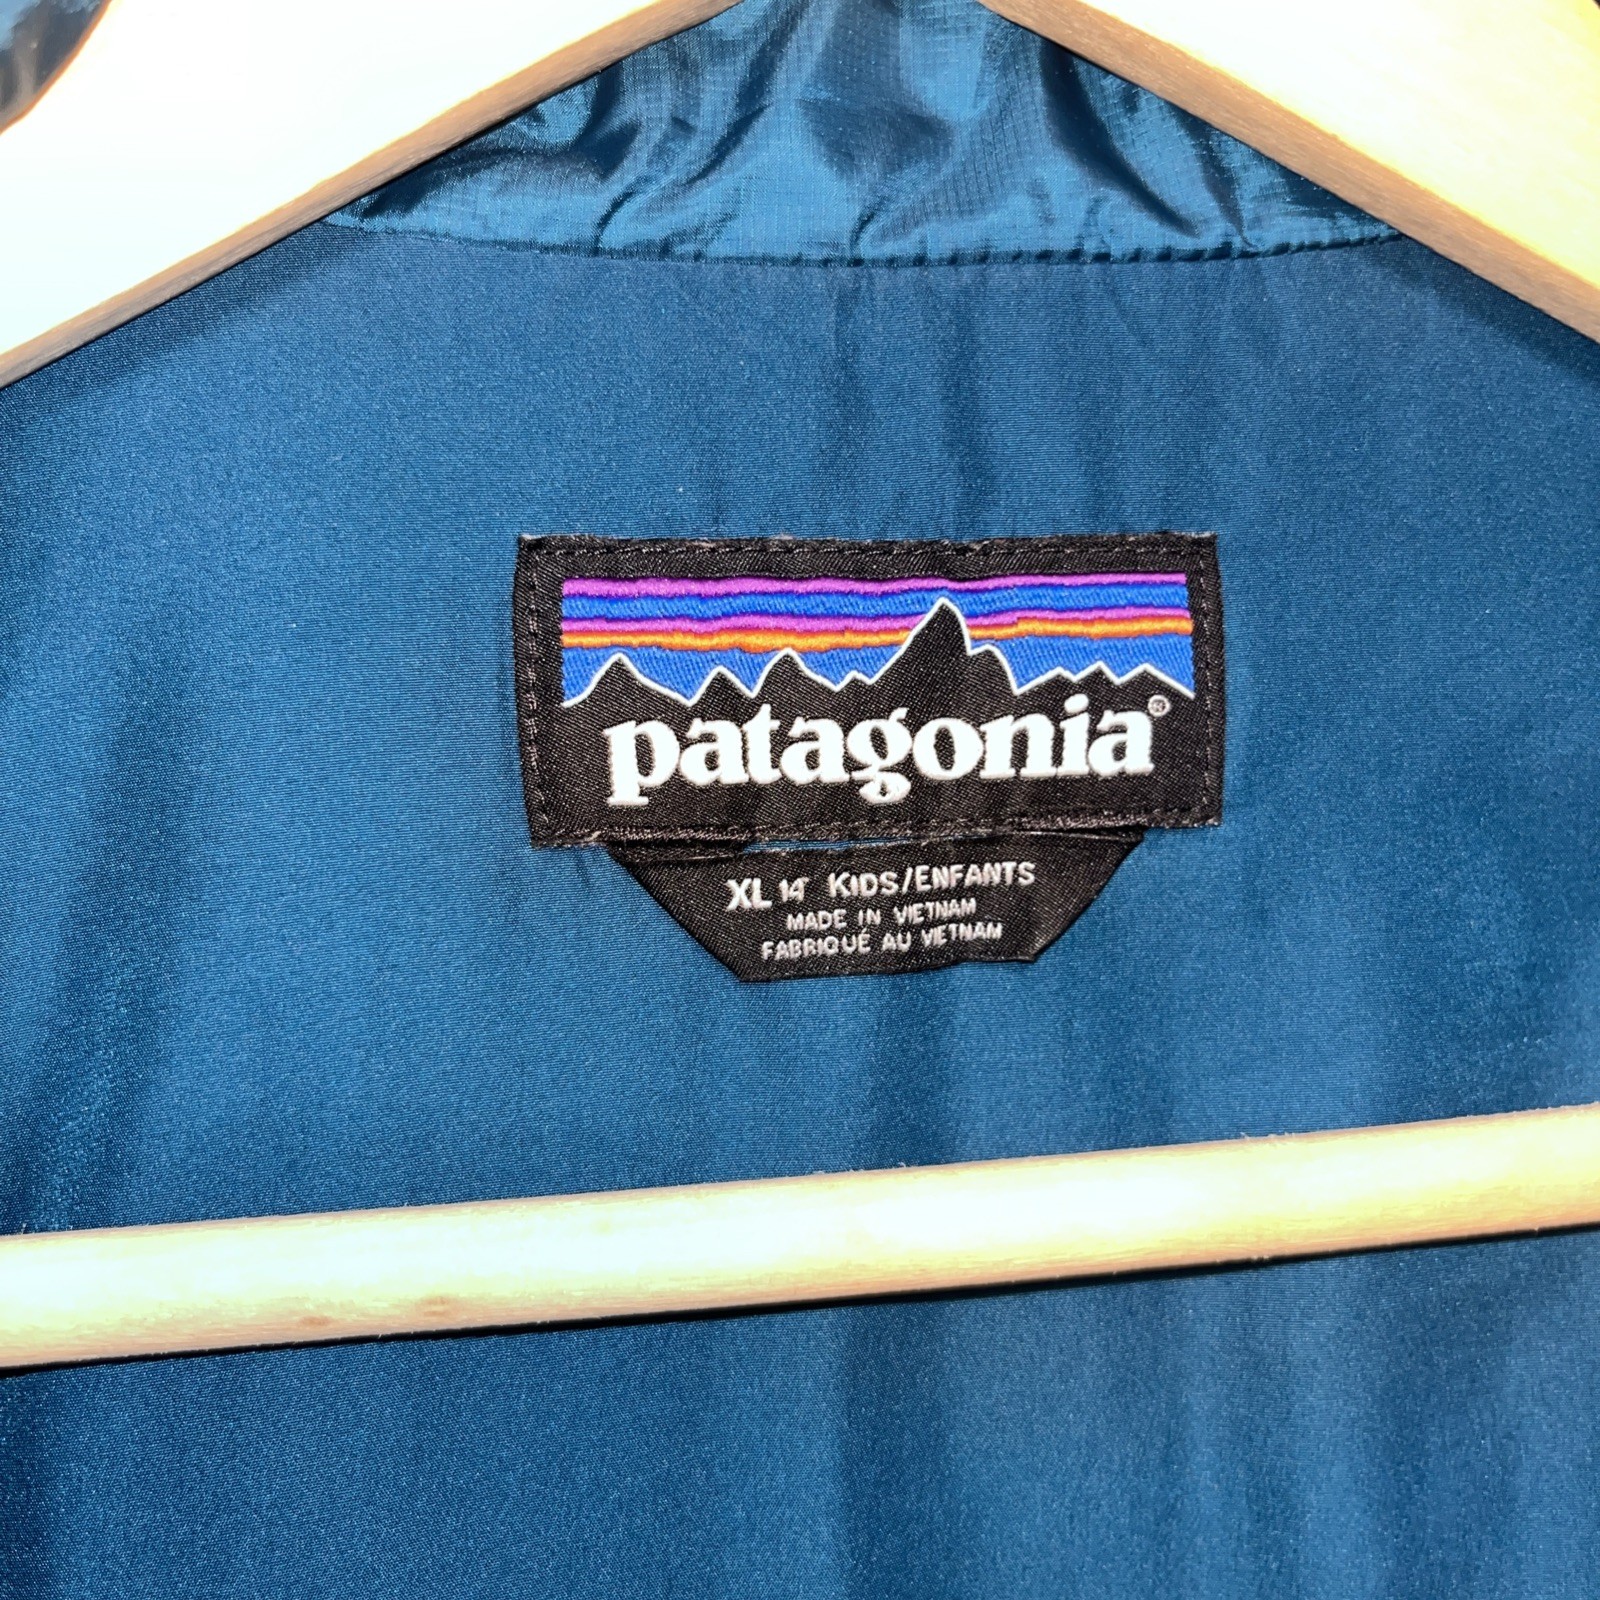 patagonia®
XL 14 KIDS/ENFANTS
MADE IN VIETNAM
FABRIQUÉ AU VIETNAM